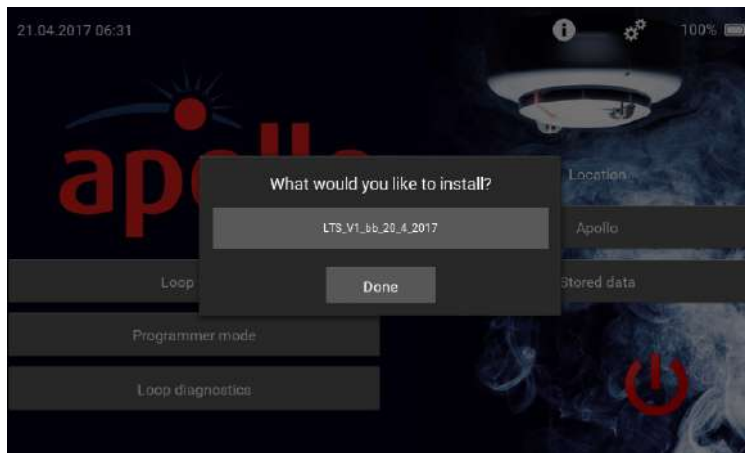 21.04.2017 06:31
100%
apollo
What would you like to install?
Location
LTS_V1_bb_20_4_2017
Apollo
Loop
Done
Stored data
Programmer mode
Loop diagnostics